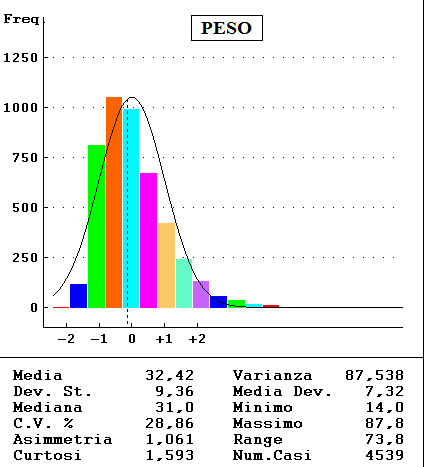 PESO
Freq
1250
1000
750
500
250
0
-2 -1 0 +1 +2
Media 32,42 Varianza 87,538
Dev. St. 9,36 Media Dev. 7,32
Mediana 31,0 Minimo 14,0
C.V. % 28,86 Massimo 87,8
Asimmetria 1,061 Range 73,8
Curtosi 1,593 Num.Casi 4539